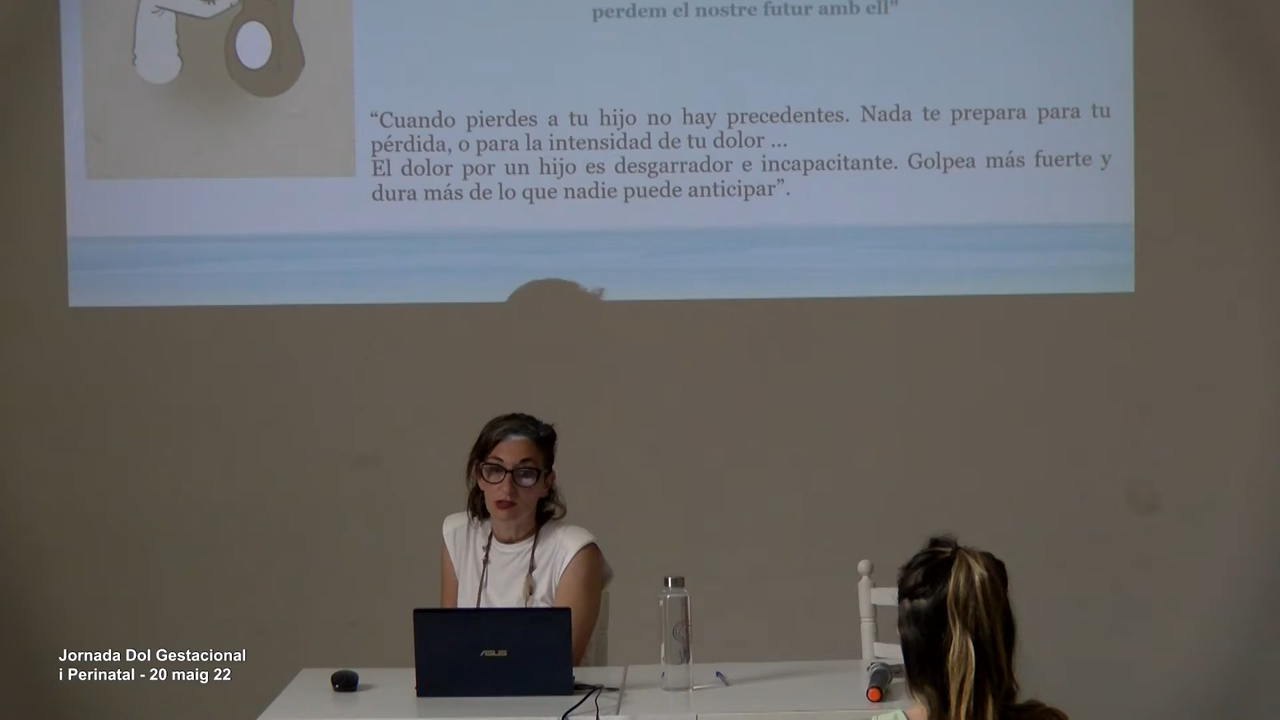 perdem el nostre futur amb ell"
“Cuando pierdes a tu hijo no hay precedentes. Nada te prepara para tu
pérdida, o para la intensidad de tu dolor ...
El dolor por un hijo es desgarrador e incapacitante. Golpea más fuerte y
dura más de lo que nadie puede anticipar”.
ASUS
Jornada Dol Gestacional
i Perinatal - 20 maig 22